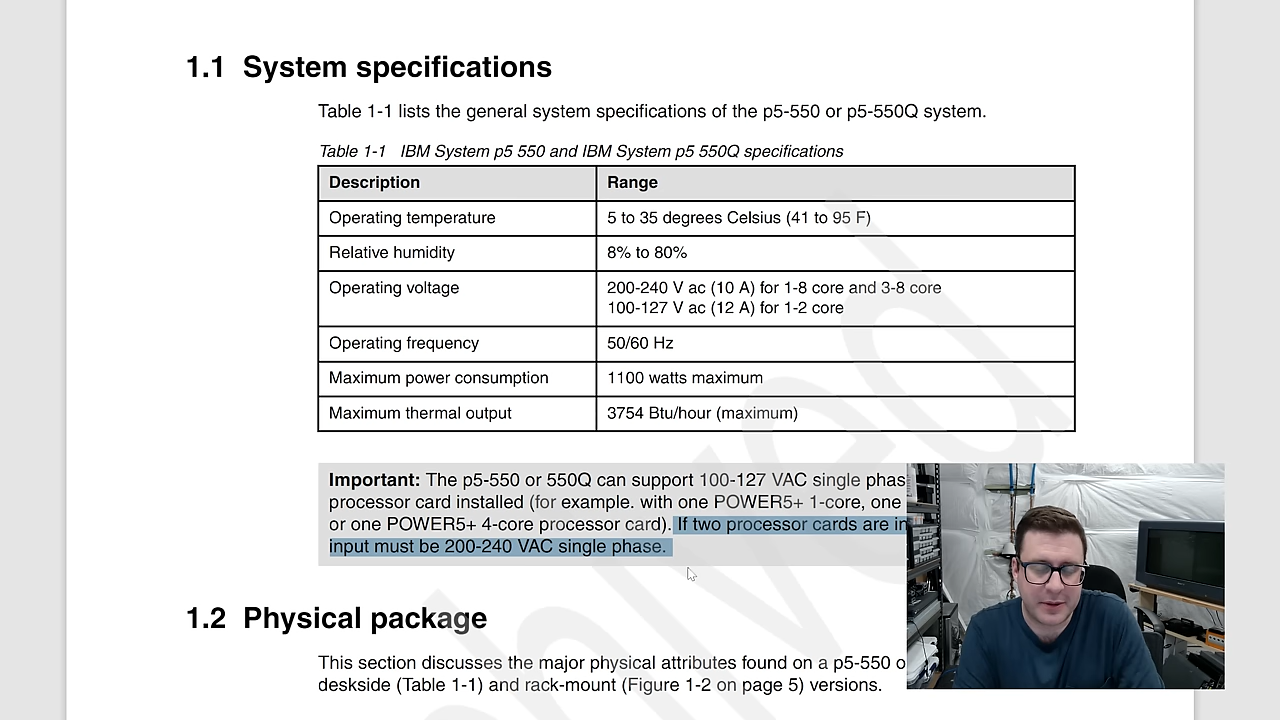 1.1 System specifications
Table 1-1 lists the general system specifications of the p5-550 or p5-550Q system.
Table 1-1 IBM System p5 550 and IBM System p5 550Q specifications
Description Range
Operating temperature 5 to 35 degrees Celsius (41 to 95 F)
Relative humidity 8% to 80%
Operating voltage 200-240 V ac (10 A) for 1-8 core and 3-8 core
100-127 V ac (12 A) for 1-2 core
Operating frequency 50/60 Hz
Maximum power consumption 1100 watts maximum
Maximum thermal output 3754 Btu/hour (maximum)
Important: The p5-550 or 550Q can support 100-127 VAC single phas
processor card installed (for example. with one POWER5+ 1-core, one
or one POWER5+ 4-core processor card). If two processor cards are in
input must be 200-240 VAC single phase.
1.2 Physical package
This section discusses the major physical attributes found on a p5-550 o
deskside (Table 1-1) and rack-mount (Figure 1-2 on page 5) versions.
hived